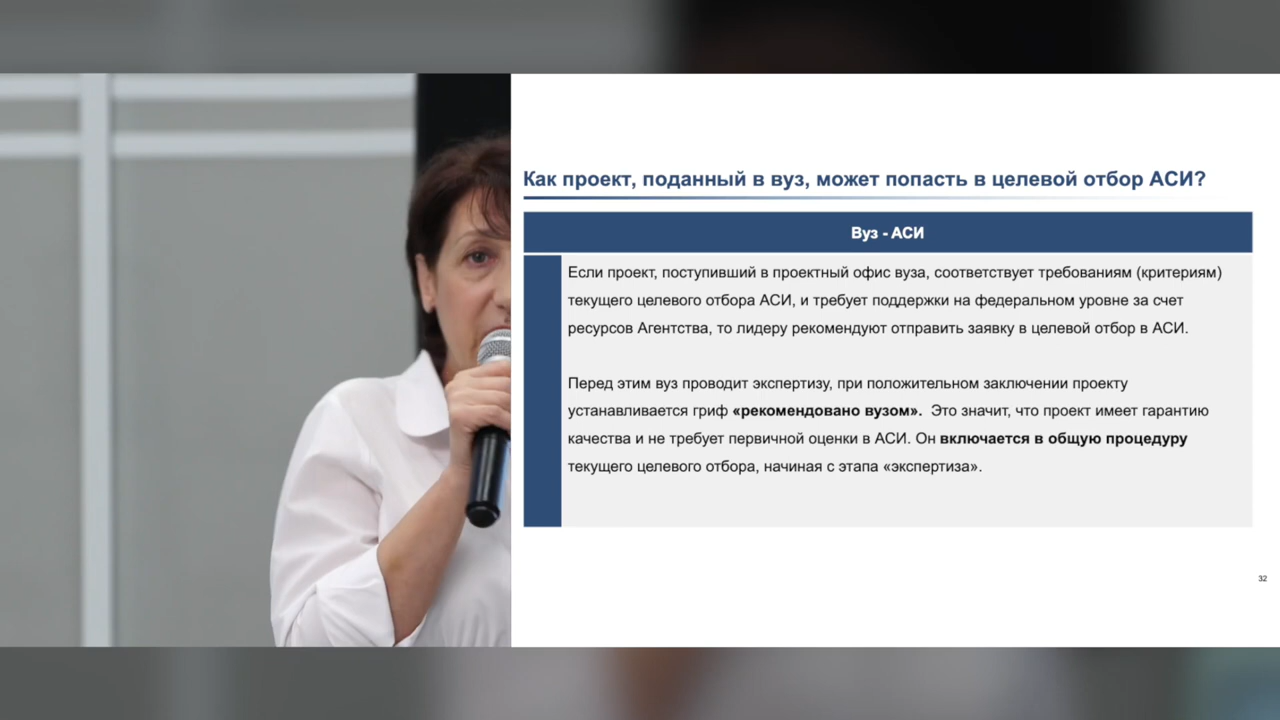 Как проект, поданный в вуз, может попасть в целевой отбор АСИ?
Вуз - АСИ
Если проект, поступивший в проектный офис вуза, соответствует требованиям (критериям)
текущего целевого отбора АСИ, и требует поддержки на федеральном уровне за счет
ресурсов Агентства, то лидеру рекомендуют отправить заявку в целевой отбор в АСИ.
Перед этим вуз проводит экспертизу, при положительном заключении проекту
устанавливается гриф «рекомендовано вузом». Это значит, что проект имеет гарантию
качества и не требует первичной оценки в АСИ. Он включается в общую процедуру
текущего целевого отбора, начиная с этапа «экспертиза».
32